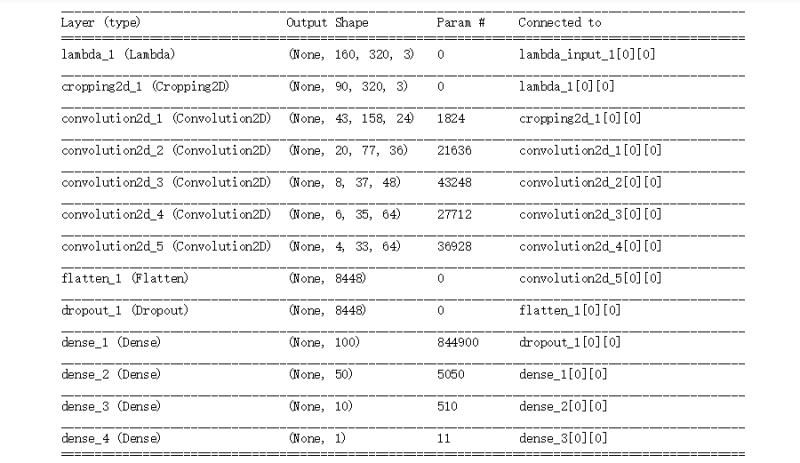 Layer (type) Output Shape Param # Connected to
lambda_1 (Lambda) (None, 160, 320, 3) 0 lambda_input_1[0][0]
cropping2d_1 (Cropping2D) (None, 90, 320, 3) 0 lambda_1[0][0]
convolution2d_1 (Convolution2D) (None, 43, 158, 24) 1824 cropping2d_1[0][0]
convolution2d_2 (Convolution2D) (None, 20, 77, 36) 21636 convolution2d_1[0][0]
convolution2d_3 (Convolution2D) (None, 8, 37, 48) 43248 convolution2d_2[0][0]
convolution2d_4 (Convolution2D) (None, 6, 35, 64) 27712 convolution2d_3[0][0]
convolution2d_5 (Convolution2D) (None, 4, 33, 64) 36928 convolution2d_4[0][0]
flatten_1 (Flatten) (None, 8448) 0 convolution2d_5[0][0]
dropout_1 (Dropout) (None, 8448) 0 flatten_1[0][0]
dense_1 (Dense) (None, 100) 844900 dropout_1[0][0]
dense_2 (Dense) (None, 50) 5050 dense_1[0][0]
dense_3 (Dense) (None, 10) 510 dense_2[0][0]
dense_4 (Dense) (None, 1) 11 dense_3[0][0]